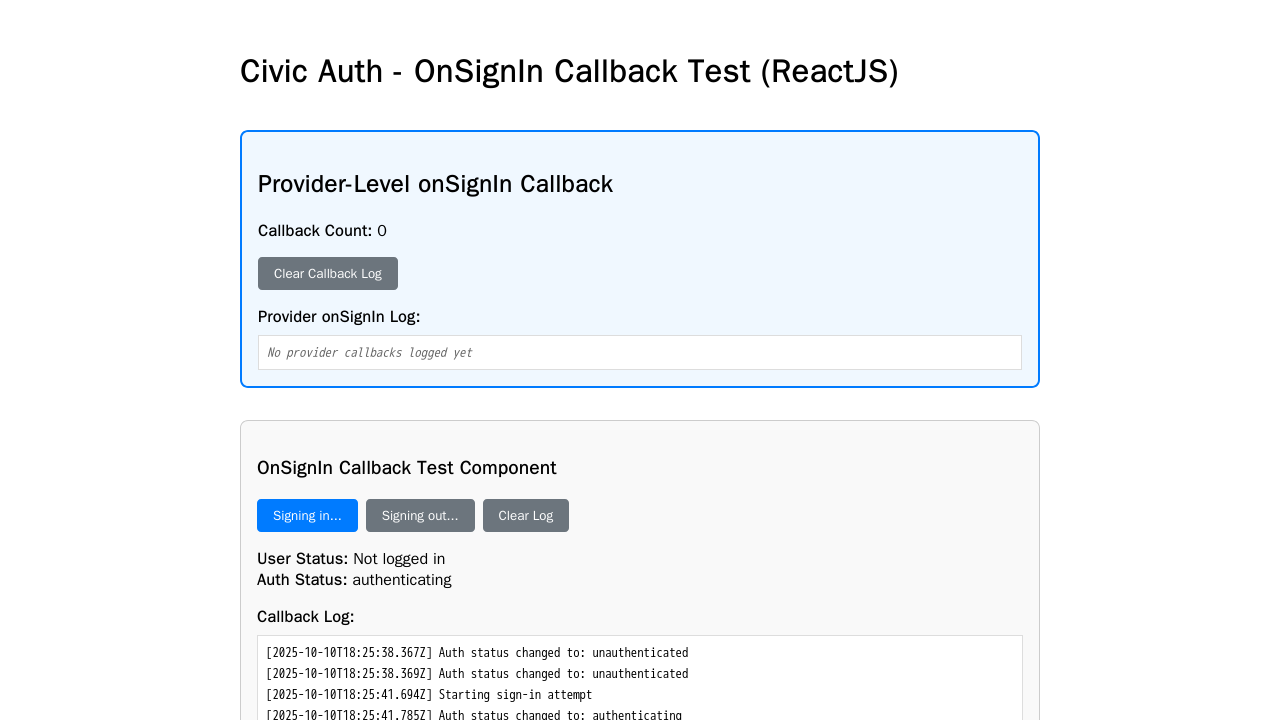 Civic Auth - OnSignIn Callback Test (ReactJS)
Provider-Level onSignIn Callback
Callback Count: 0
Clear Callback Log
Provider onSignIn Log:
No provider callbacks logged yet
OnSignIn Callback Test Component
Signing in... Signing out... Clear Log
User Status: Not logged in
Auth Status: authenticating
Callback Log:
[2025-10-10T18:25:38.367Z] Auth status changed to: unauthenticated
[2025-10-10T18:25:38.369Z] Auth status changed to: unauthenticated
[2025-10-10T18:25:41.694Z] Starting sign-in attempt
[2025-10-10T18:25:41.785Z] Auth status changed to: authenticating